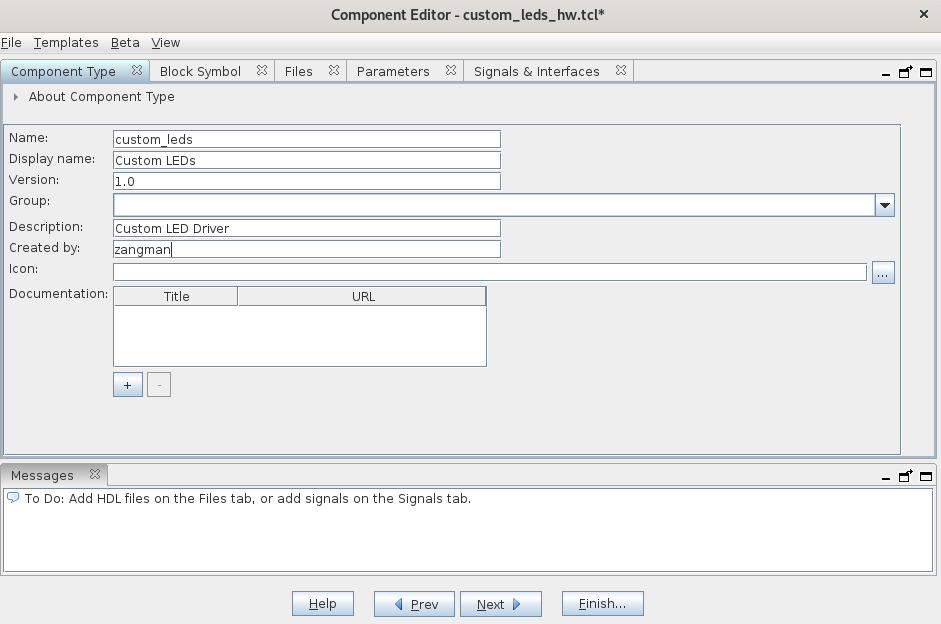 Component Editor - custom_leds_hw.tcl*
File Templates Beta View
Component Type Block Symbol Files Parameters Signals & Interfaces
About Component Type
Name: custom_leds
Display name: Custom LEDs
Version: 1.0
Group:
Description: Custom LED Driver
Created by: zangman
Icon: ...
Documentation: Title URL
+ -
Messages
To Do: Add HDL files on the Files tab, or add signals on the Signals tab.
Help Prev Next Finish...